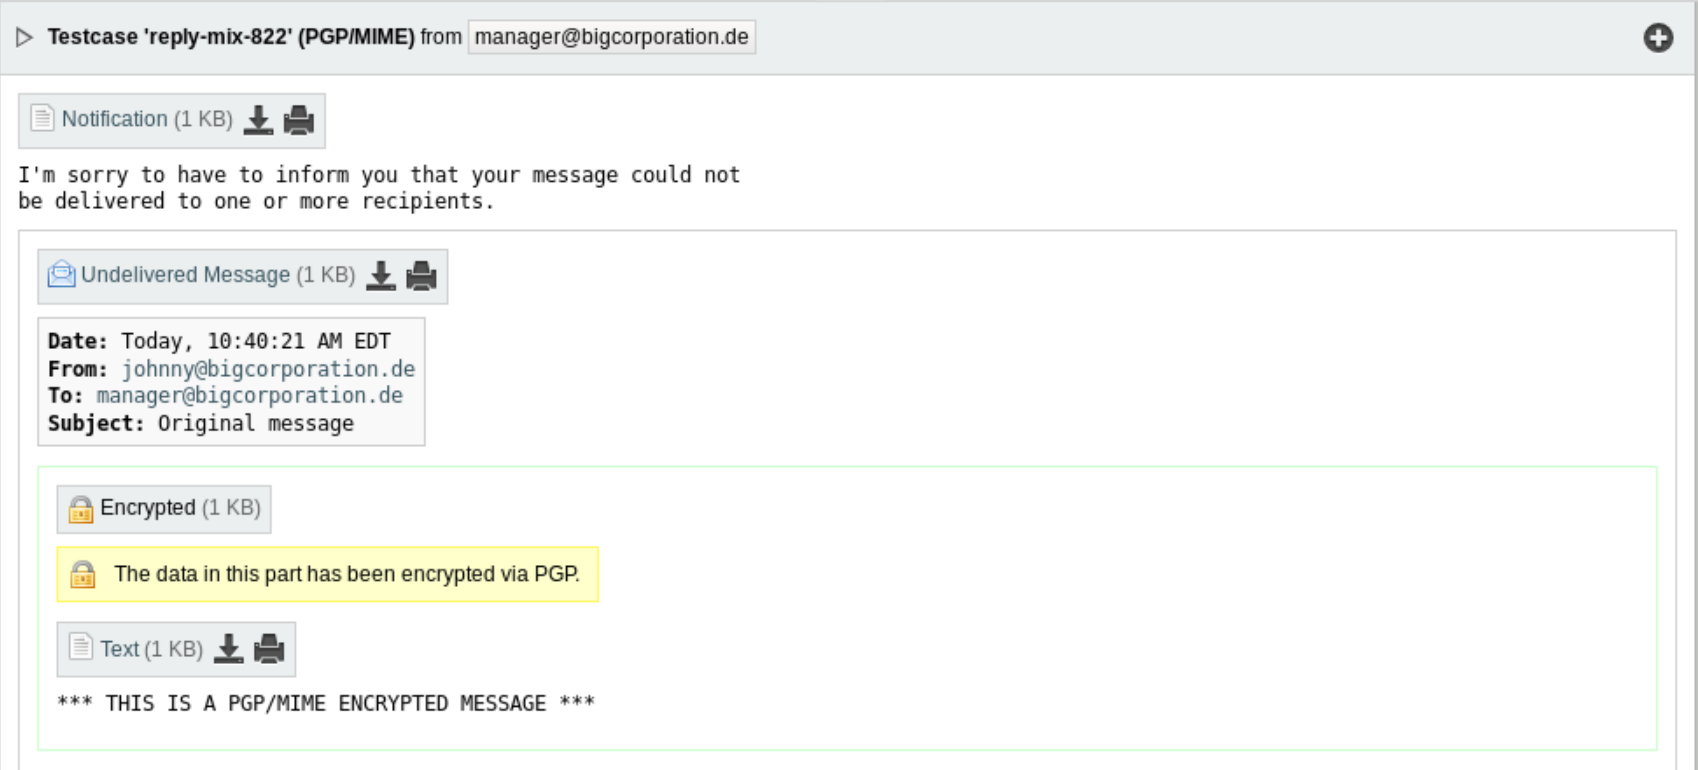 Testcase 'reply-mix-822' (PGP/MIME) from manager@bigcorporation.de
Notification (1 KB)
I'm sorry to have to inform you that your message could not
be delivered to one or more recipients.
Undelivered Message (1 KB)
Date: Today, 10:40:21 AM EDT
From: johnny@bigcorporation.de
To: manager@bigcorporation.de
Subject: Original message
Encrypted (1 KB)
The data in this part has been encrypted via PGP.
Text (1 KB)
*** THIS IS A PGP/MIME ENCRYPTED MESSAGE ***